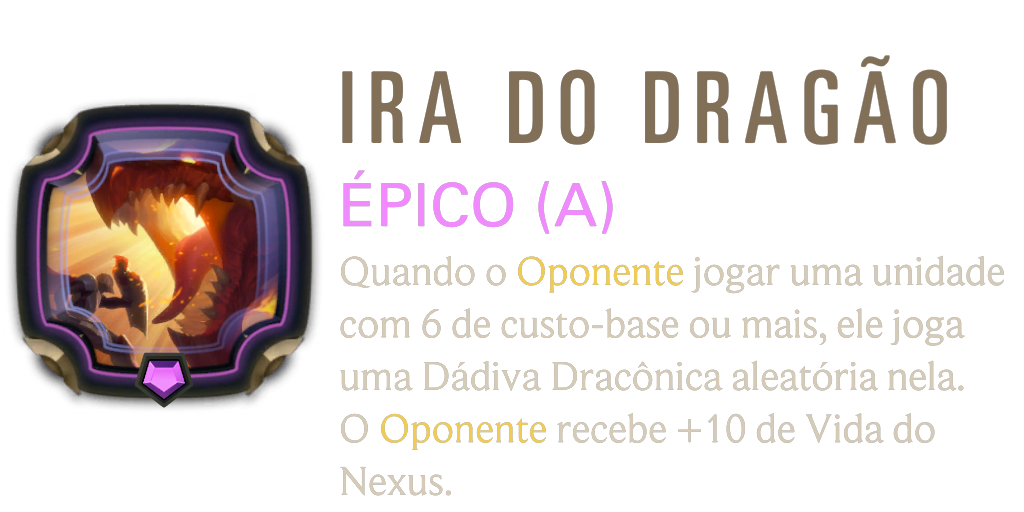 IRA DO DRAGÃO
ÉPICO (A)
Quando o Oponente jogar uma unidade
com 6 de custo-base ou mais, ele joga
uma Dádiva Dracônica aleatória nela.
O Oponente recebe +10 de Vida do
Nexus.